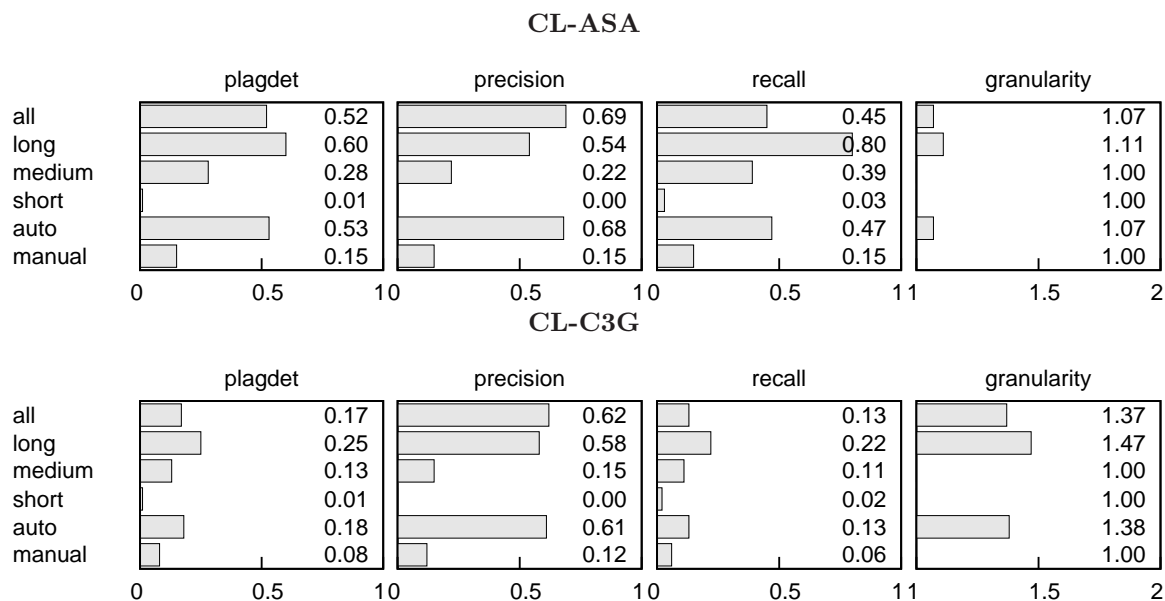 CL-ASA
plagdet precision recall granularity
all 0.52 0.69 0.45 1.07
long 0.60 0.54 0.80 1.11
medium 0.28 0.22 0.39 1.00
short 0.01 0.00 0.03 1.00
auto 0.53 0.68 0.47 1.07
manual 0.15 0.15 0.15 1.00
0 0.5 1 0 0.5 1 0 0.5 1 1 1.5 2
CL-C3G
plagdet precision recall granularity
all 0.17 0.62 0.13 1.37
long 0.25 0.58 0.22 1.47
medium 0.13 0.15 0.11 1.00
short 0.01 0.00 0.02 1.00
auto 0.18 0.61 0.13 1.38
manual 0.08 0.12 0.06 1.00
0 0.5 1 0 0.5 1 0 0.5 1 1 1.5 2